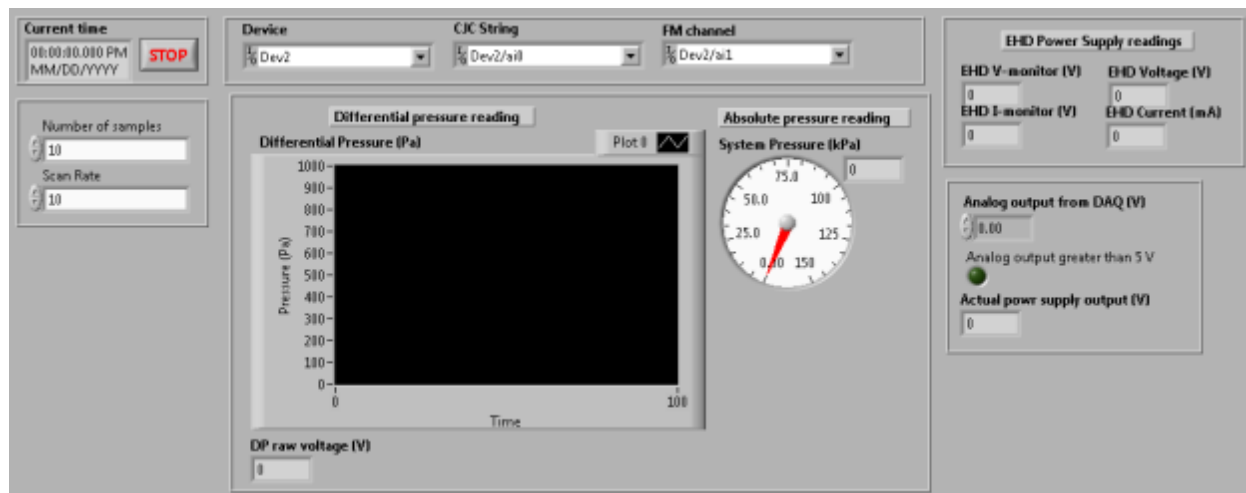 Current time
00:00:00.000 PM
MM/DD/YYYY
STOP
Device
Dev2
CJC String
Dev2/ai0
FM channel
Dev2/ai1
EHD Power Supply readings
EHD V-monitor (V)
0
EHD Voltage (V)
0
EHD I-monitor (V)
0
EHD Current (mA)
0
Number of samples
10
Scan Rate
10
Differential pressure reading
Differential Pressure (Pa)
Plot 0
1000
900
800
700
600
500
400
300
200
100
0
Pressure (Pa)
0
100
Time
DP raw voltage (V)
0
Absolute pressure reading
System Pressure (kPa)
0
75.0
50.0
100
25.0
125
0.00
150
Analog output from DAQ (V)
0.00
Analog output greater than 5 V
Actual powr supply output (V)
0